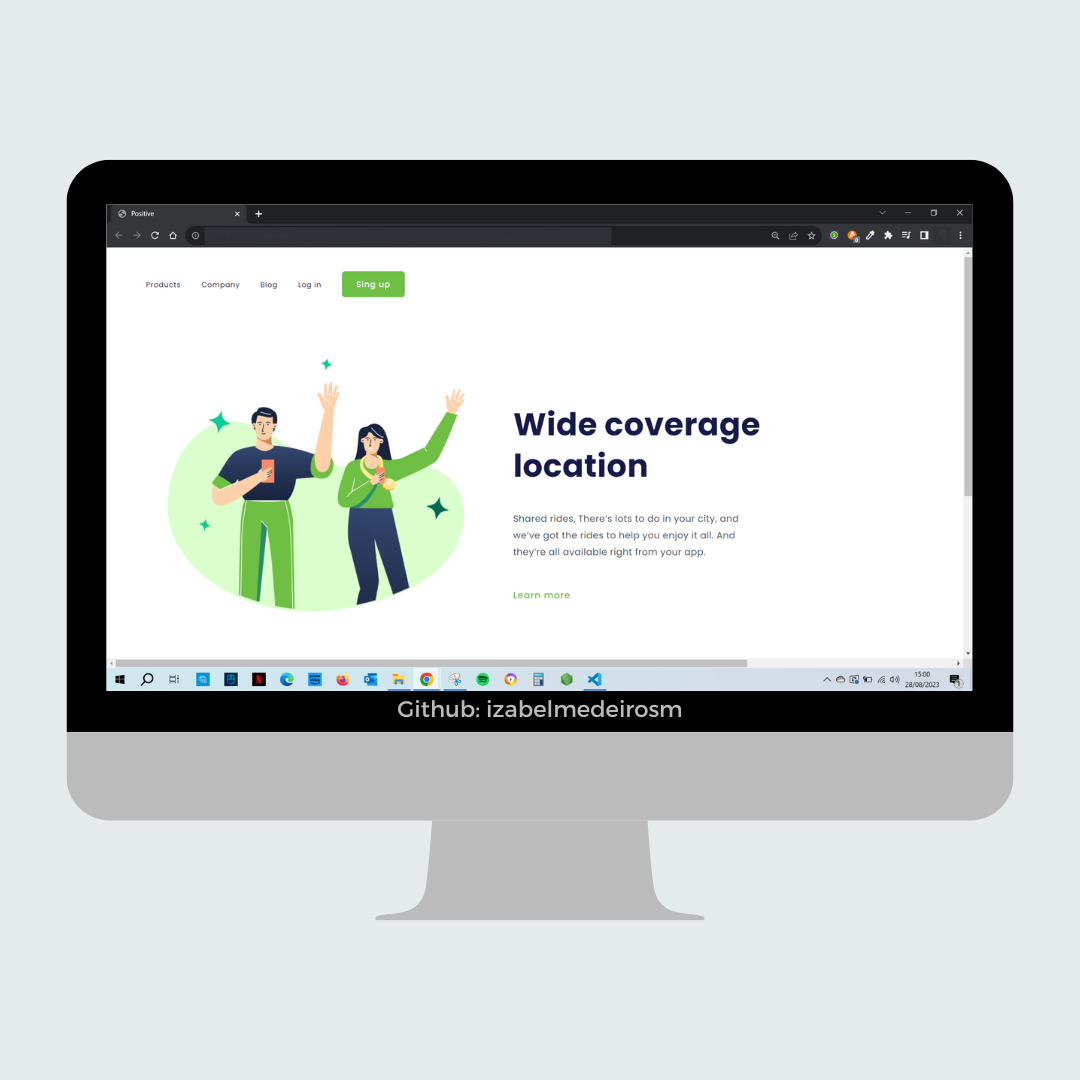 Positive
Products Company Blog Log in Sing up
Wide coverage
location
Shared rides, There's lots to do in your city, and
we've got the rides to help you enjoy it all. And
they're all available right from your app.
Learn more
15:00
28/08/2023
Github: izabelmedeirosm